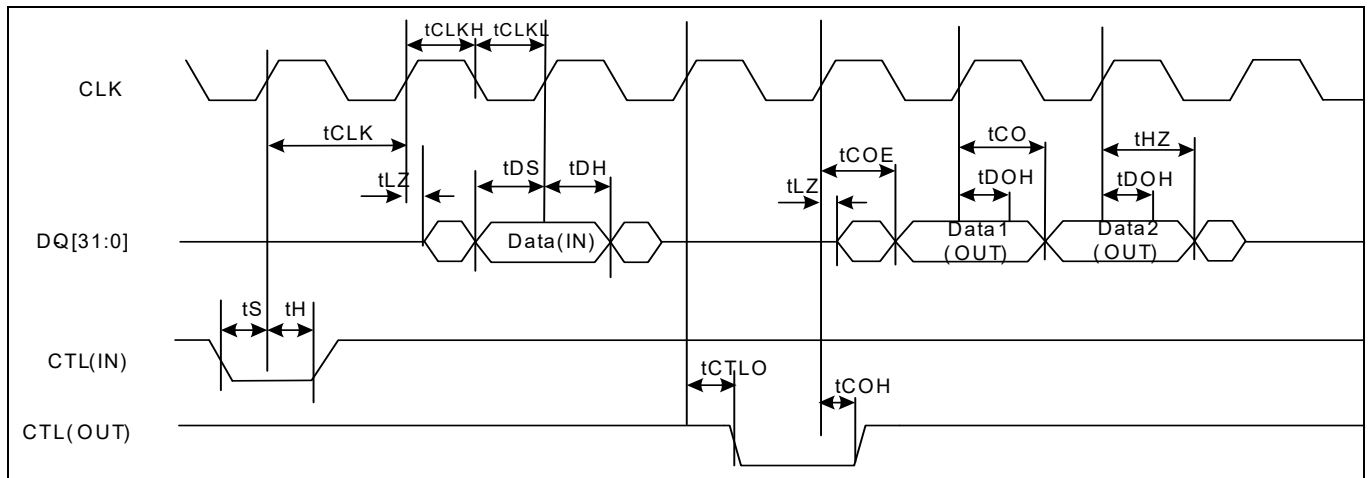 tCLKH tCLKL
CLK
tCLK
tCO
tHZ
tCOE
tDS tDH
tLZ
tLZ
tDOH
tDOH
DQ[31:0]
Data(IN)
Data1
(OUT)
Data2
(OUT)
tS tH
CTL(IN)
tCTLO
tCOH
CTL(OUT)